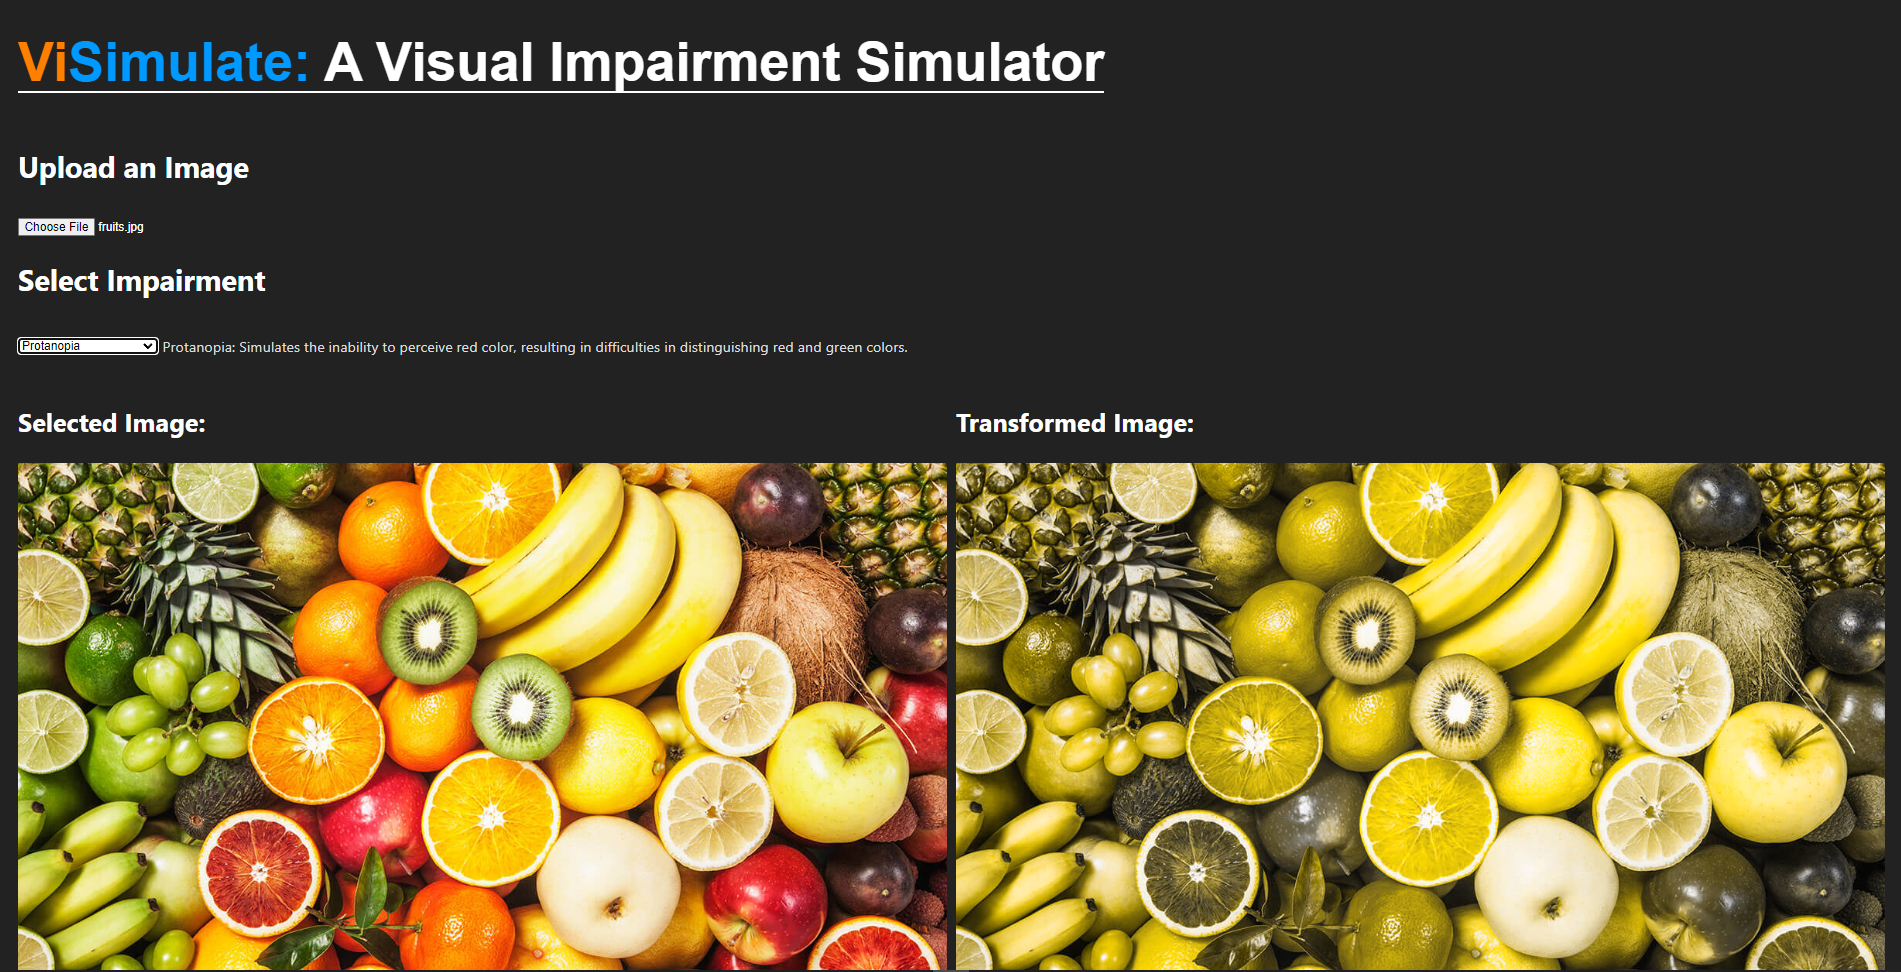 ViSimulate: A Visual Impairment Simulator
Upload an Image
Choose File fruits.jpg
Select Impairment
Protanopia Protanopia: Simulates the inability to perceive red color, resulting in difficulties in distinguishing red and green colors.
Selected Image: Transformed Image: